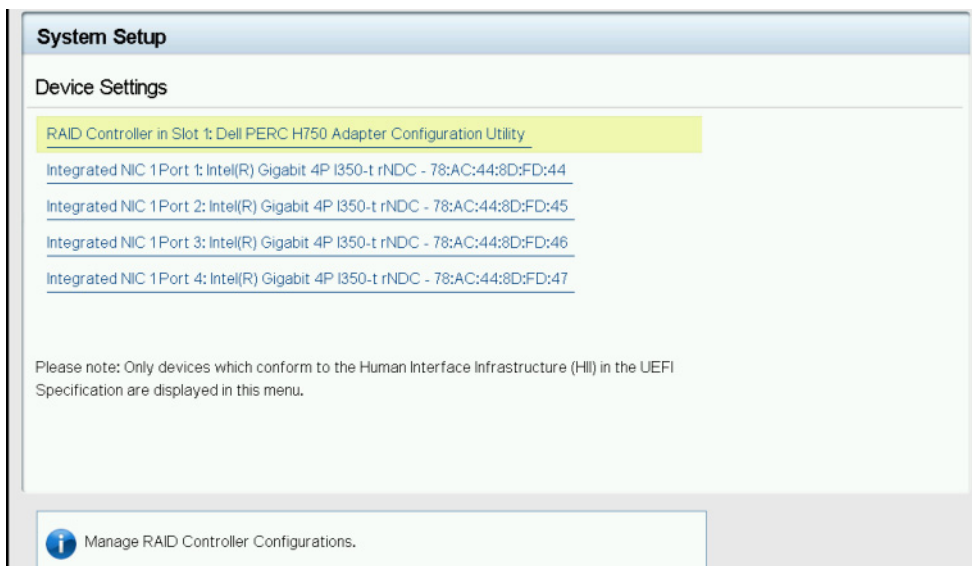 System Setup
Device Settings
RAID Controller in Slot 1: Dell PERC H750 Adapter Configuration Utility
Integrated NIC 1 Port 1: Intel(R) Gigabit 4P I350-t rNDC - 78:AC:44:8D:FD:44
Integrated NIC 1 Port 2: Intel(R) Gigabit 4P I350-t rNDC - 78:AC:44:8D:FD:45
Integrated NIC 1 Port 3: Intel(R) Gigabit 4P I350-t rNDC - 78:AC:44:8D:FD:46
Integrated NIC 1 Port 4: Intel(R) Gigabit 4P I350-t rNDC - 78:AC:44:8D:FD:47
Please note: Only devices which conform to the Human Interface Infrastructure (HII) in the UEFI
Specification are displayed in this menu.
Manage RAID Controller Configurations.